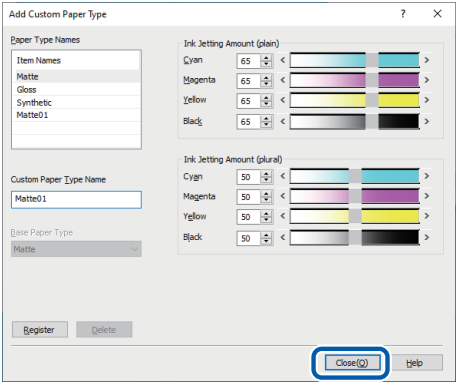 Add Custom Paper Type ? ×
Paper Type Names
Item Names
Matte
Gloss
Synthetic
Matte01
Custom Paper Type Name
Matte01
Base Paper Type
Matte
Register Delete
Ink Jetting Amount (plain)
Cyan 65 < >
Magenta 65 < >
Yellow 65 < >
Black 65 < >
Ink Jetting Amount (plural)
Cyan 50 < >
Magenta 50 < >
Yellow 50 < >
Black 50 < >
Close(O) Help